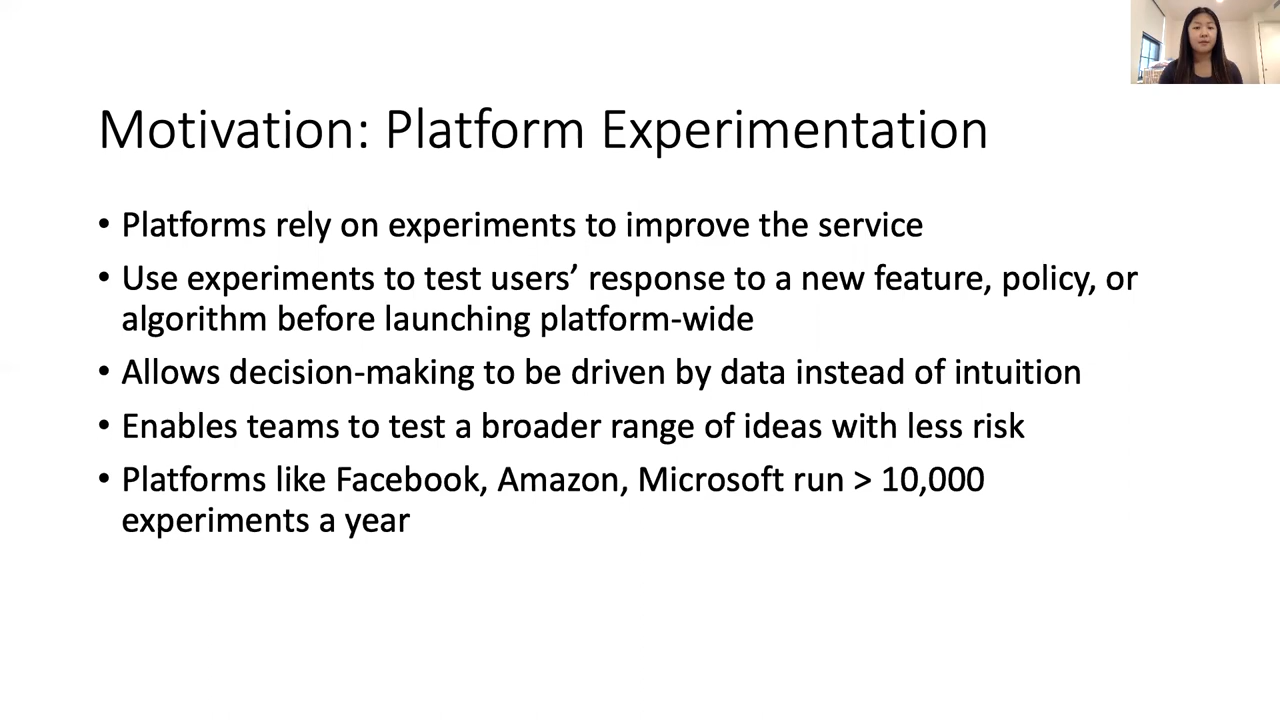 Motivation: Platform Experimentation
• Platforms rely on experiments to improve the service
• Use experiments to test users’ response to a new feature, policy, or
algorithm before launching platform-wide
• Allows decision-making to be driven by data instead of intuition
• Enables teams to test a broader range of ideas with less risk
• Platforms like Facebook, Amazon, Microsoft run > 10,000
experiments a year